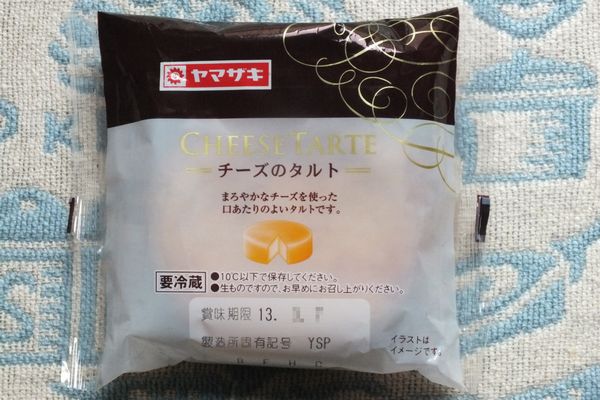 ヤマザキ
CHEESE TARTE
チーズのタルト
まろやかなチーズを使った
口あたりのよいタルトです。
要冷蔵
●10℃以下で保存してください。
●生ものですので、お早めにお召し上がりください。
賞味期限 13.
製造所固有記号 YSP
イラストは
イメージです。